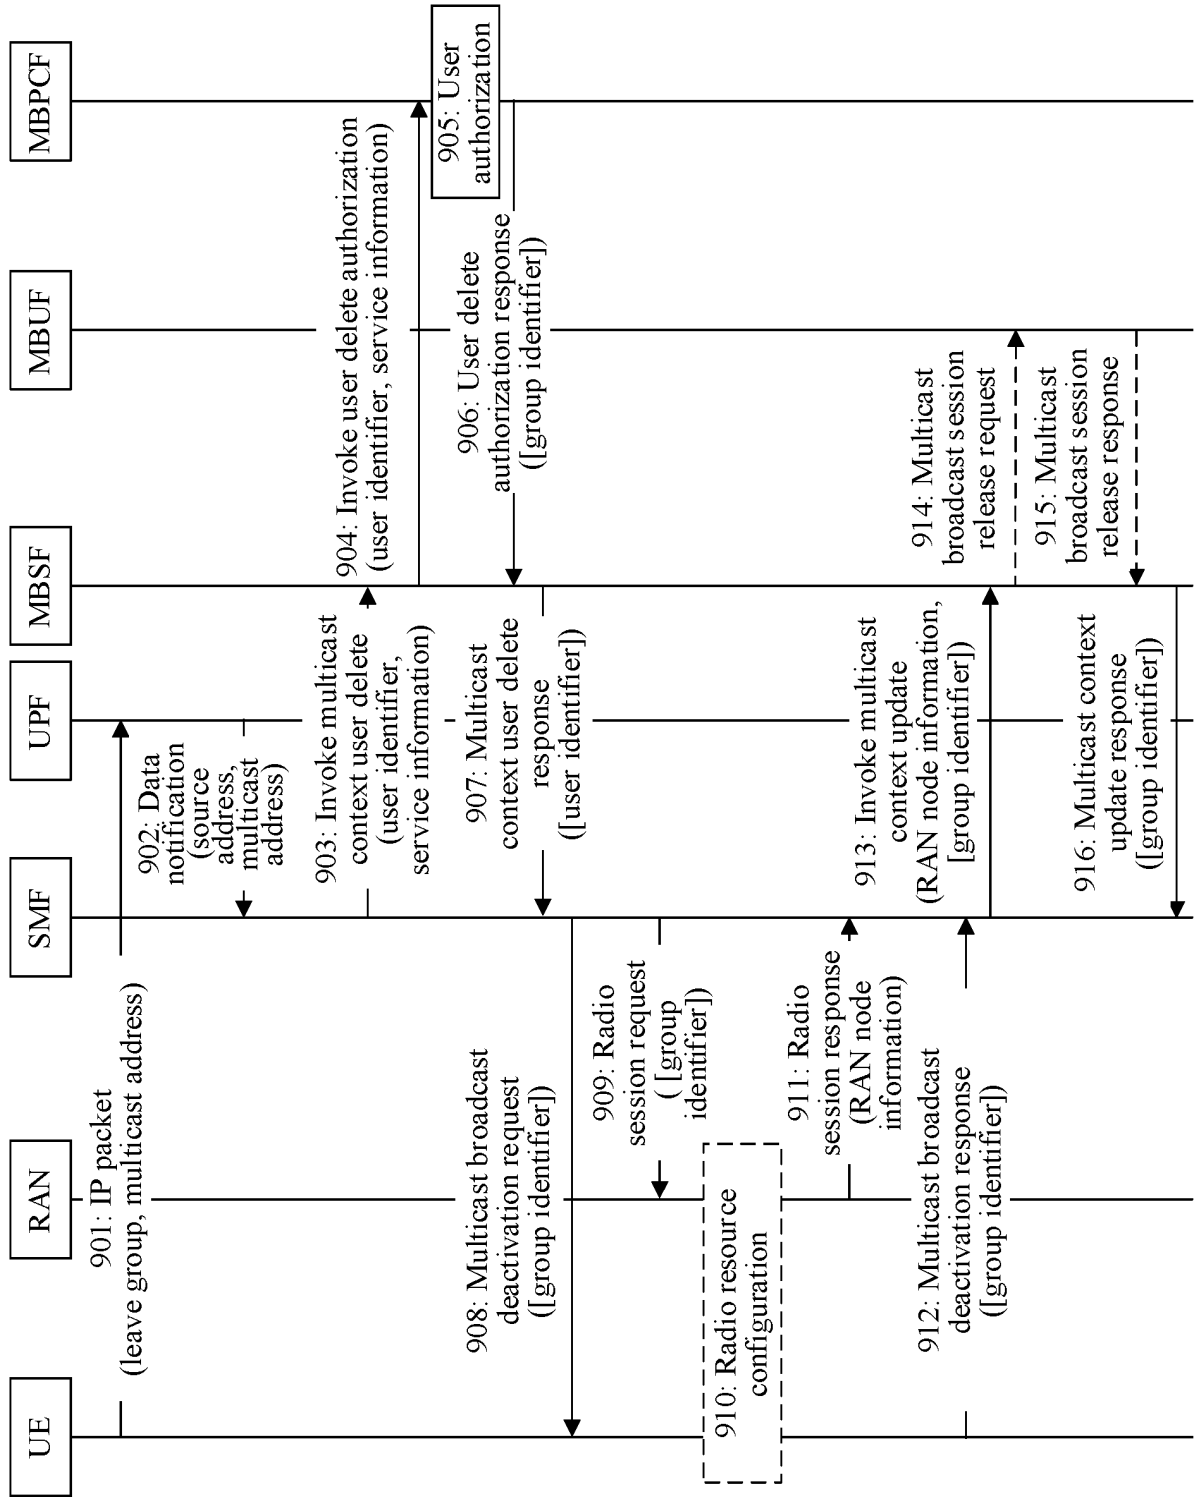 UE
RAN
SMF
UPF
MBSF
MBUF
MBPCF
901: IP packet
(leave group, multicast address)
902: Data
notification
(source
address,
multicast
address)
903: Invoke multicast
context user delete
(user identifier,
service information)
904: Invoke user delete authorization
(user identifier, service information)
905: User
authorization
906: User delete
authorization response
([group identifier])
907: Multicast
context user delete
response
([user identifier])
908: Multicast broadcast
deactivation request
([group identifier])
909: Radio
session request
( [group
identifier])
910: Radio resource
configuration
911: Radio
session response
(RAN node
information)
912: Multicast broadcast
deactivation response
([group identifier])
913: Invoke multicast
context update
(RAN node information,
[group identifier])
914: Multicast
broadcast session
release request
915: Multicast
broadcast session
release response
916: Multicast context
update response
([group identifier])